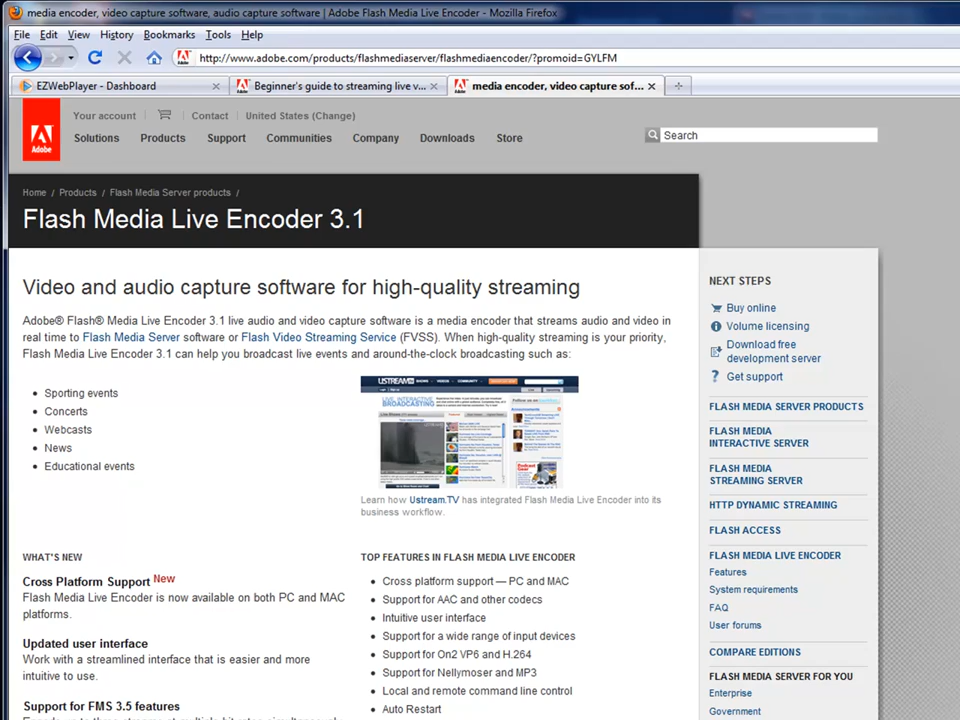 media encoder, video capture software, audio capture software | Adobe Flash Media Live Encoder - Mozilla Firefox
File Edit View History Bookmarks Tools Help
http://www.adobe.com/products/flashmediaserver/flashmediaencoder/?promoid=GYLFM
EZWebPlayer - Dashboard
Beginner's guide to streaming live v...
media encoder, video capture sof...
Your account Contact United States (Change)
Adobe
Solutions Products Support Communities Company Downloads Store
Search
Home / Products / Flash Media Server products /
Flash Media Live Encoder 3.1
Video and audio capture software for high-quality streaming
Adobe® Flash® Media Live Encoder 3.1 live audio and video capture software is a media encoder that streams audio and video in
real time to Flash Media Server software or Flash Video Streaming Service (FVSS). When high-quality streaming is your priority,
Flash Media Live Encoder 3.1 can help you broadcast live events and around-the-clock broadcasting such as:
• Sporting events
• Concerts
• Webcasts
• News
• Educational events
USTREAM
LIVE, INTERACTIVE
BROADCASTING
Learn how Ustream.TV has integrated Flash Media Live Encoder into its
business workflow.
WHAT'S NEW
Cross Platform Support New
Flash Media Live Encoder is now available on both PC and MAC
platforms.
Updated user interface
Work with a streamlined interface that is easier and more
intuitive to use.
Support for FMS 3.5 features
TOP FEATURES IN FLASH MEDIA LIVE ENCODER
• Cross platform support — PC and MAC
• Support for AAC and other codecs
• Intuitive user interface
• Support for a wide range of input devices
• Support for On2 VP6 and H.264
• Support for Nellymoser and MP3
• Local and remote command line control
• Auto Restart
NEXT STEPS
Buy online
Volume licensing
Download free
development server
Get support
FLASH MEDIA SERVER PRODUCTS
FLASH MEDIA
INTERACTIVE SERVER
FLASH MEDIA
STREAMING SERVER
HTTP DYNAMIC STREAMING
FLASH ACCESS
FLASH MEDIA LIVE ENCODER
Features
System requirements
FAQ
User forums
COMPARE EDITIONS
FLASH MEDIA SERVER FOR YOU
Enterprise
Government